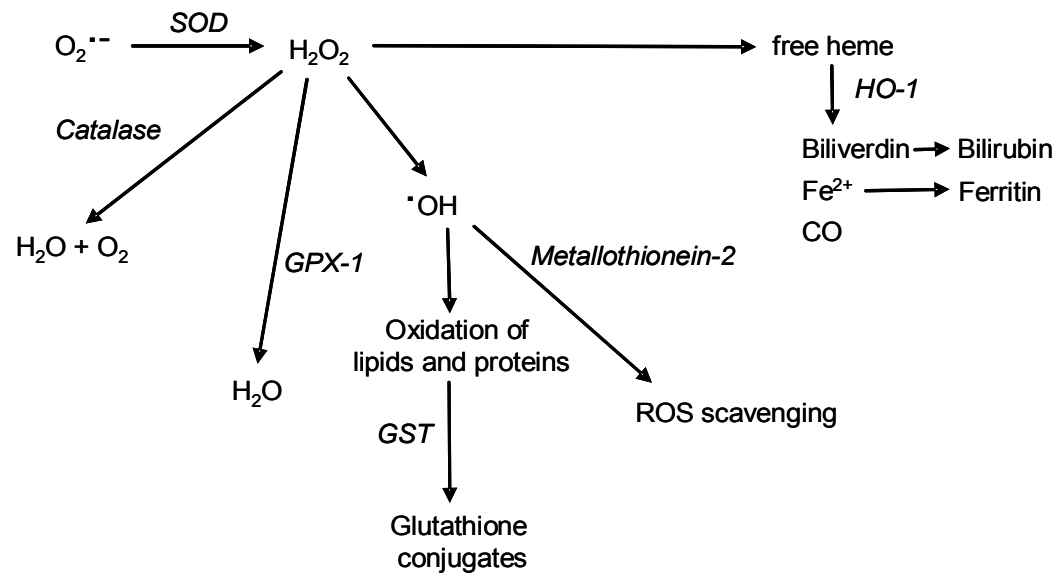 SOD
O₂˙⁻
H₂O₂
free heme
HO-1
Catalase
Biliverdin
Bilirubin
Fe²⁺
Ferritin
˙OH
CO
H₂O + O₂
GPX-1
Metallothionein-2
Oxidation of
lipids and proteins
H₂O
ROS scavenging
GST
Glutathione
conjugates